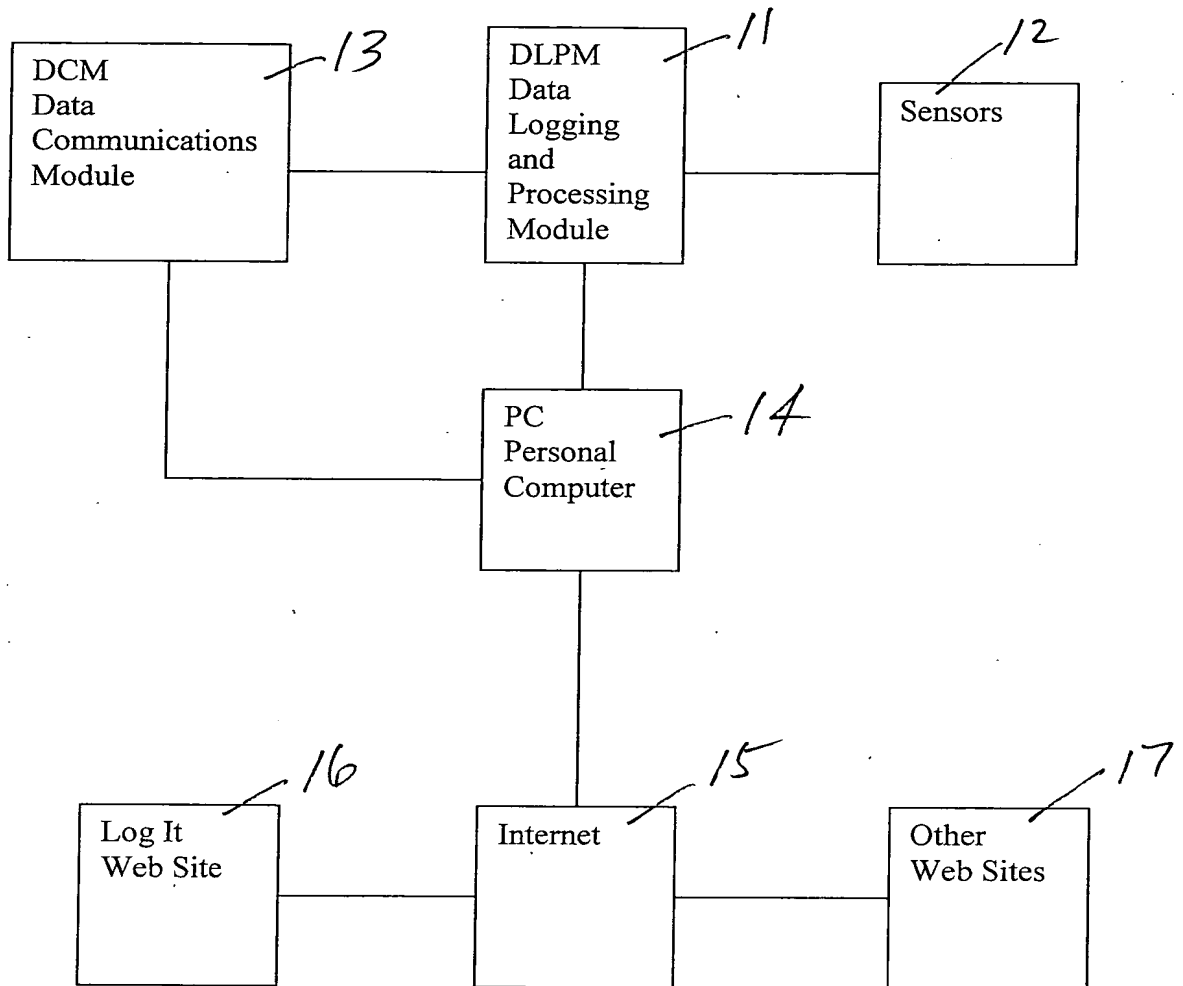 13
DCM
Data
Communications
Module
11
DLPM
Data
Logging
and
Processing
Module
12
Sensors
14
PC
Personal
Computer
16
Log It
Web Site
15
Internet
17
Other
Web Sites